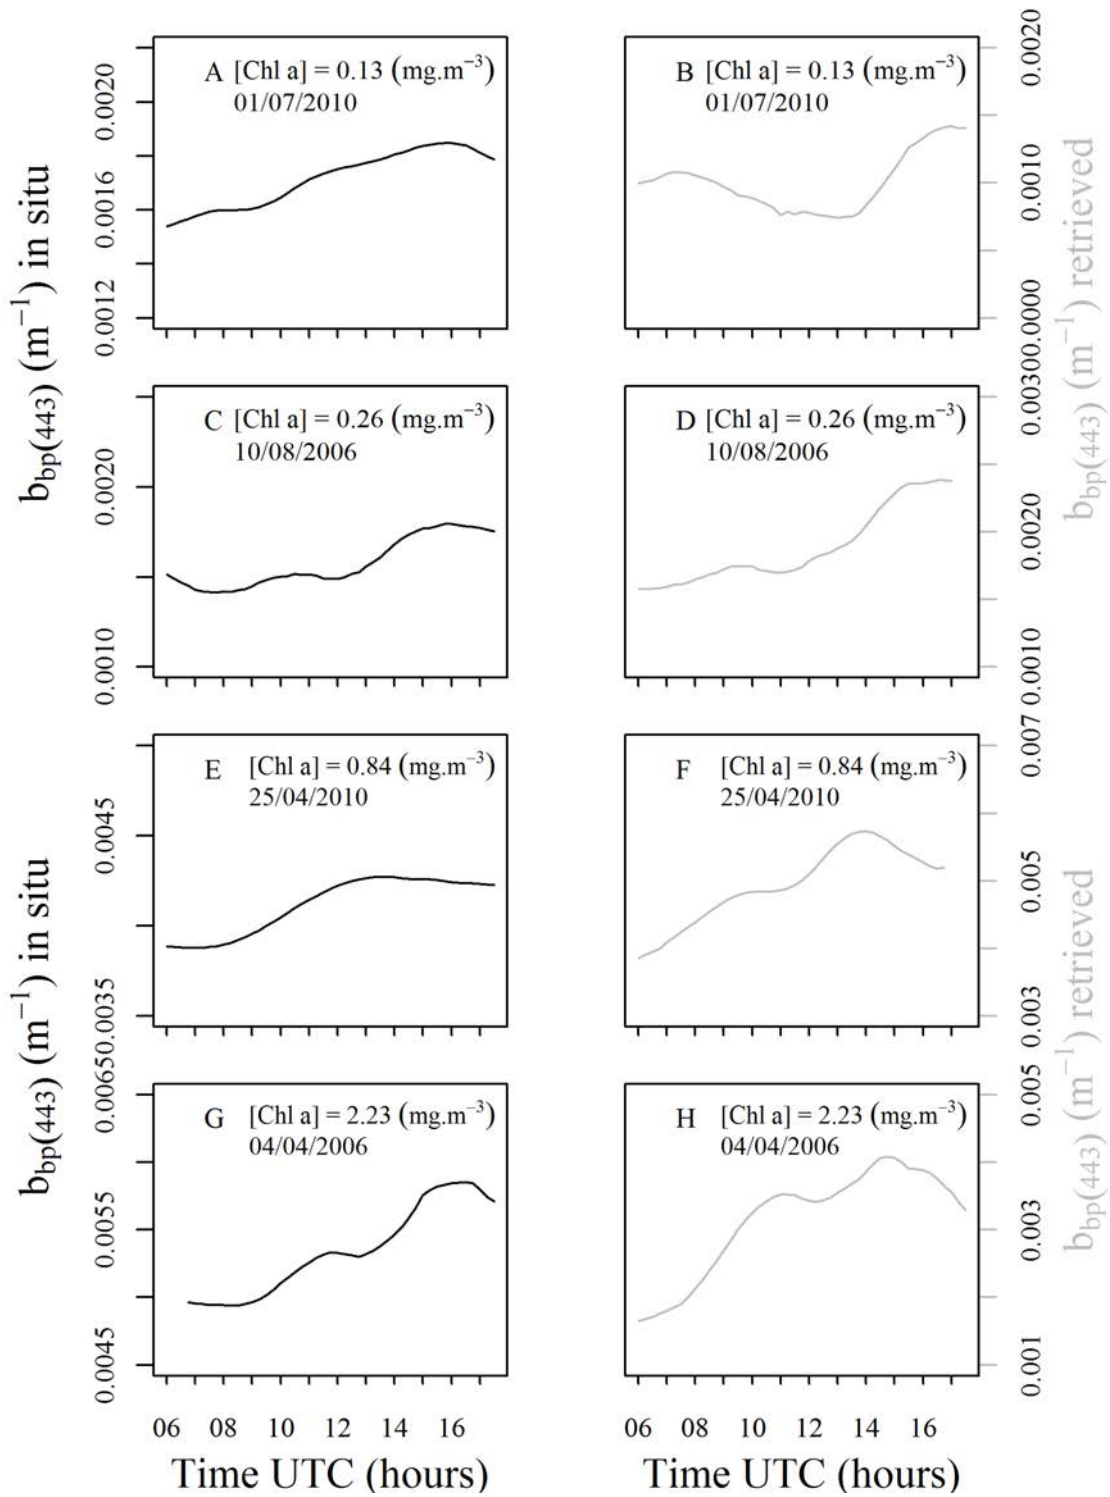 A [Chl a] = 0.13 (mg.m−3)
01/07/2010
0.0020
0.0016
0.0012
B [Chl a] = 0.13 (mg.m−3)
01/07/2010
0.0020
0.0010
0.0000
bbp(443) (m−1) in situ
bbp(443) (m−1) retrieved
C [Chl a] = 0.26 (mg.m−3)
10/08/2006
0.0020
0.0010
D [Chl a] = 0.26 (mg.m−3)
10/08/2006
0.0030
0.0020
0.0010
E [Chl a] = 0.84 (mg.m−3)
25/04/2010
0.0045
0.0035
F [Chl a] = 0.84 (mg.m−3)
25/04/2010
0.007
0.005
0.003
bbp(443) (m−1) in situ
bbp(443) (m−1) retrieved
G [Chl a] = 2.23 (mg.m−3)
04/04/2006
0.0065
0.0055
0.0045
H [Chl a] = 2.23 (mg.m−3)
04/04/2006
0.005
0.003
0.001
06 08 10 12 14 16
06 08 10 12 14 16
Time UTC (hours)
Time UTC (hours)